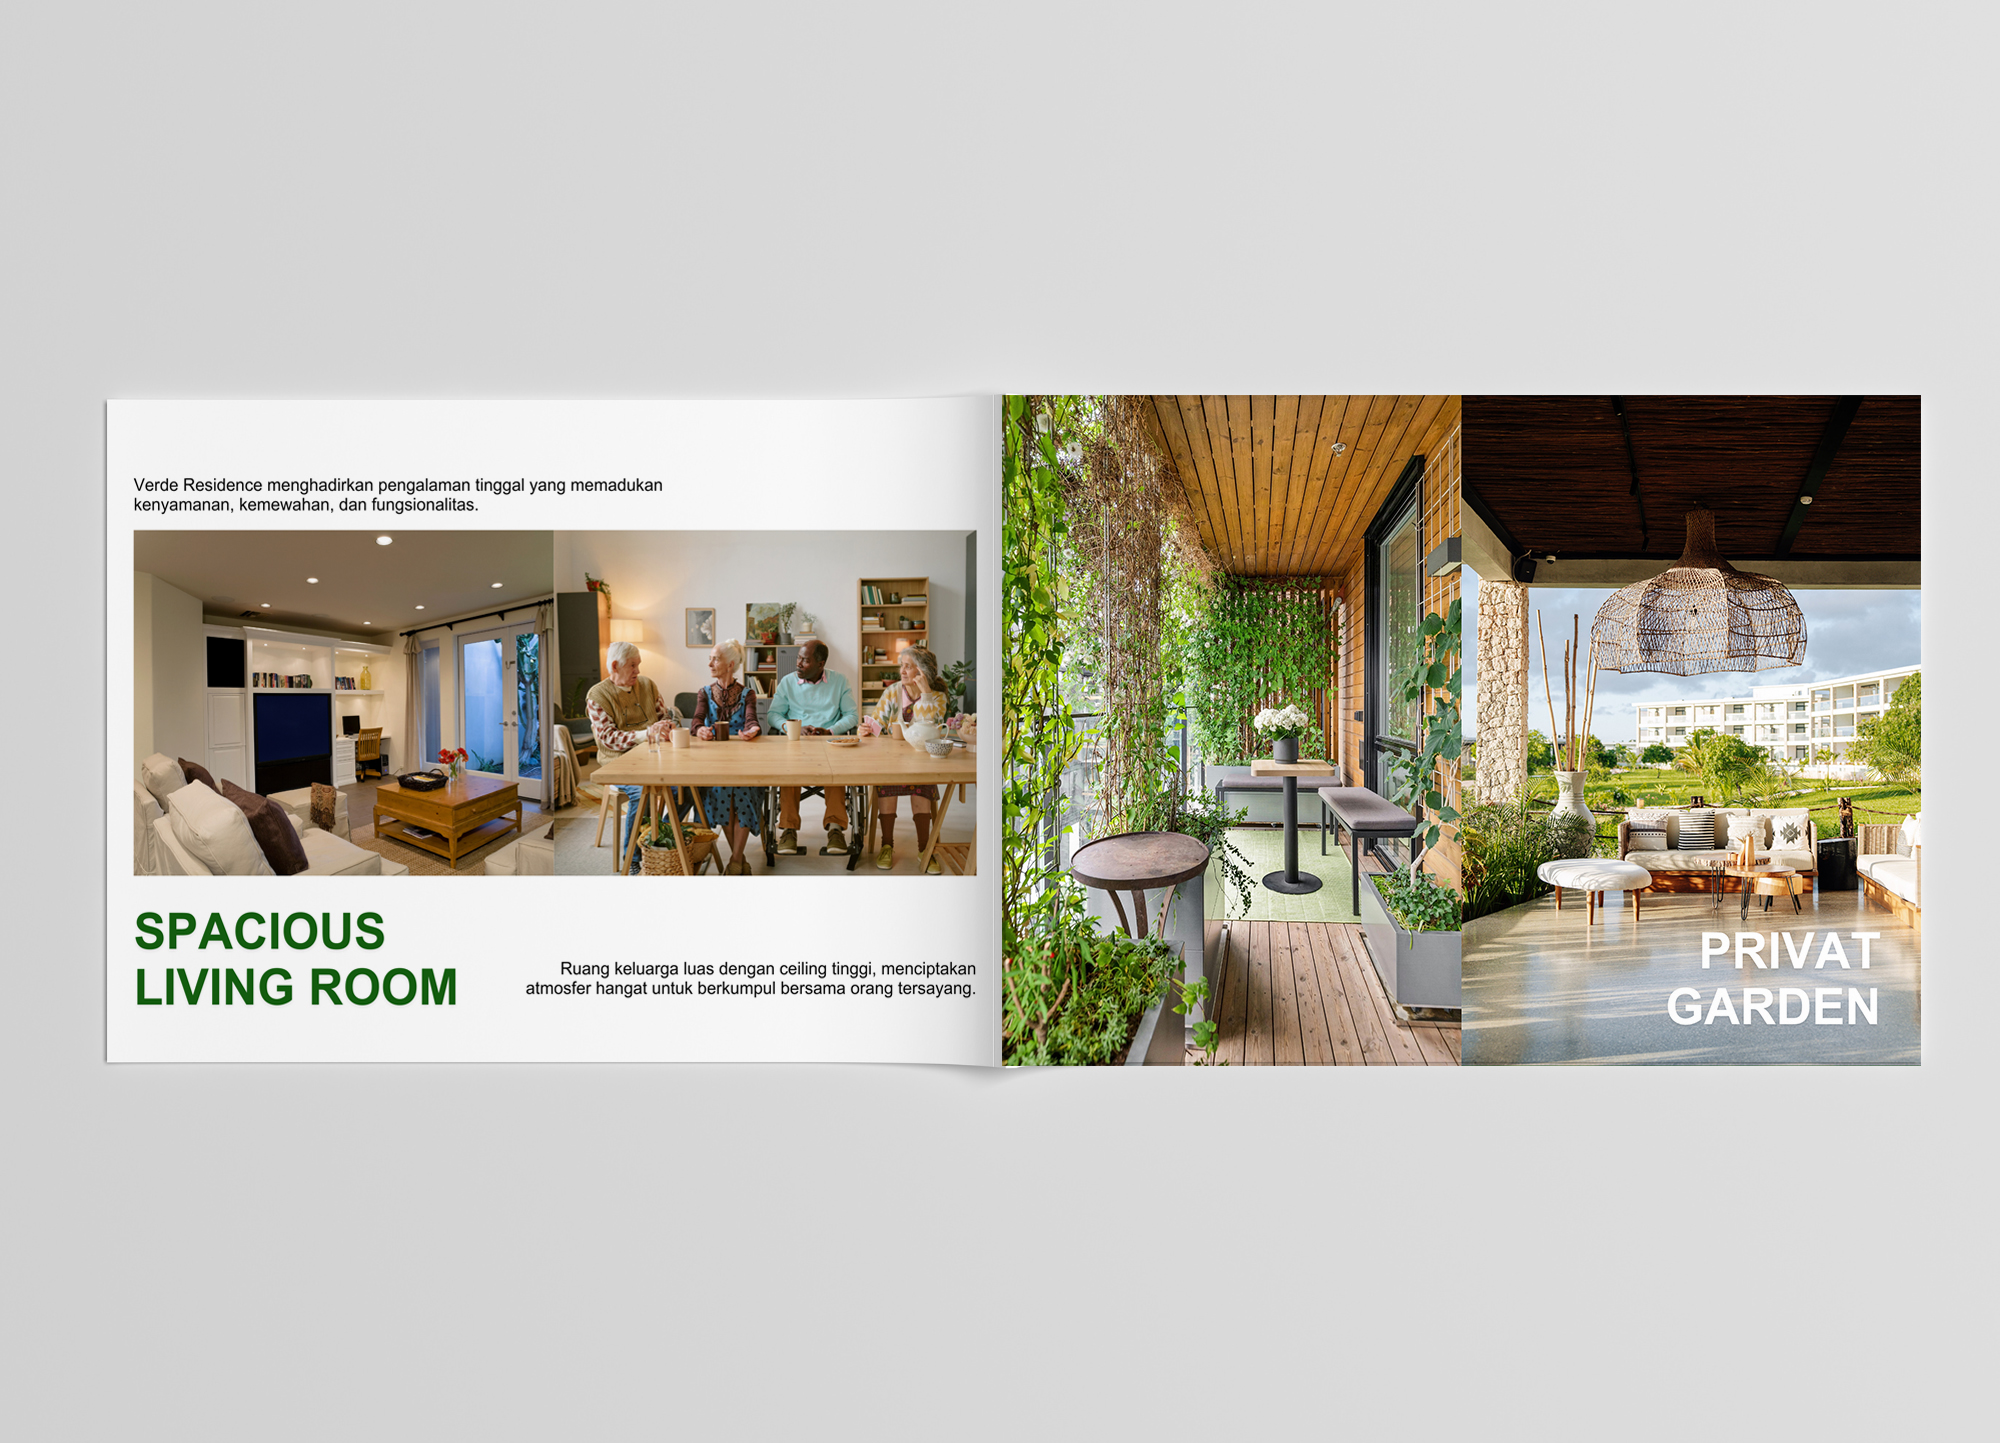 Verde Residence menghadirkan pengalaman tinggal yang memadukan
kenyamanan, kemewahan, dan fungsionalitas.
SPACIOUS
LIVING ROOM
Ruang keluarga luas dengan ceiling tinggi, menciptakan
atmosfer hangat untuk berkumpul bersama orang tersayang.
PRIVAT
GARDEN